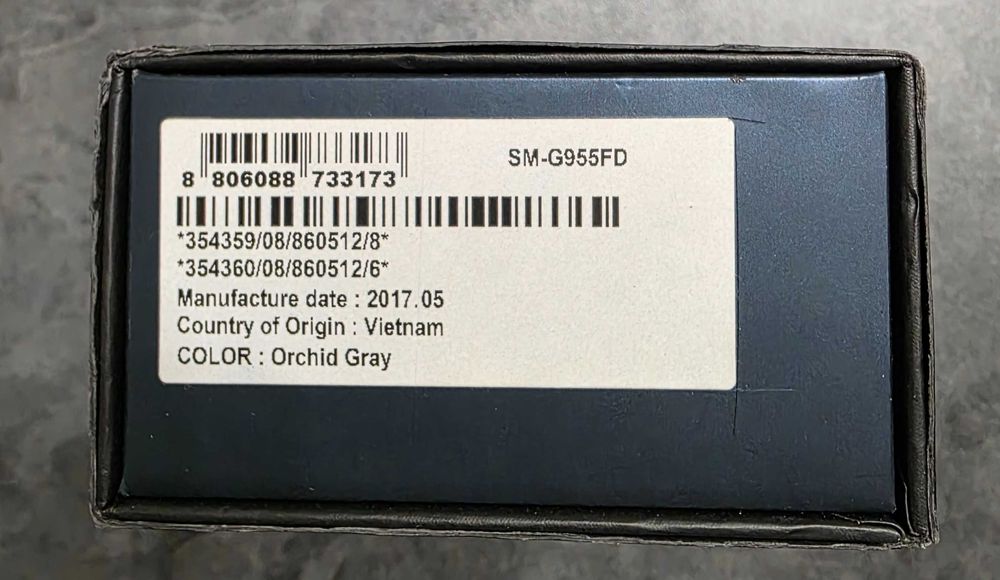 SM-G955FD
8 806088 733173
*354359/08/860512/8*
*354360/08/860512/6*
Manufacture date : 2017.05
Country of Origin : Vietnam
COLOR : Orchid Gray